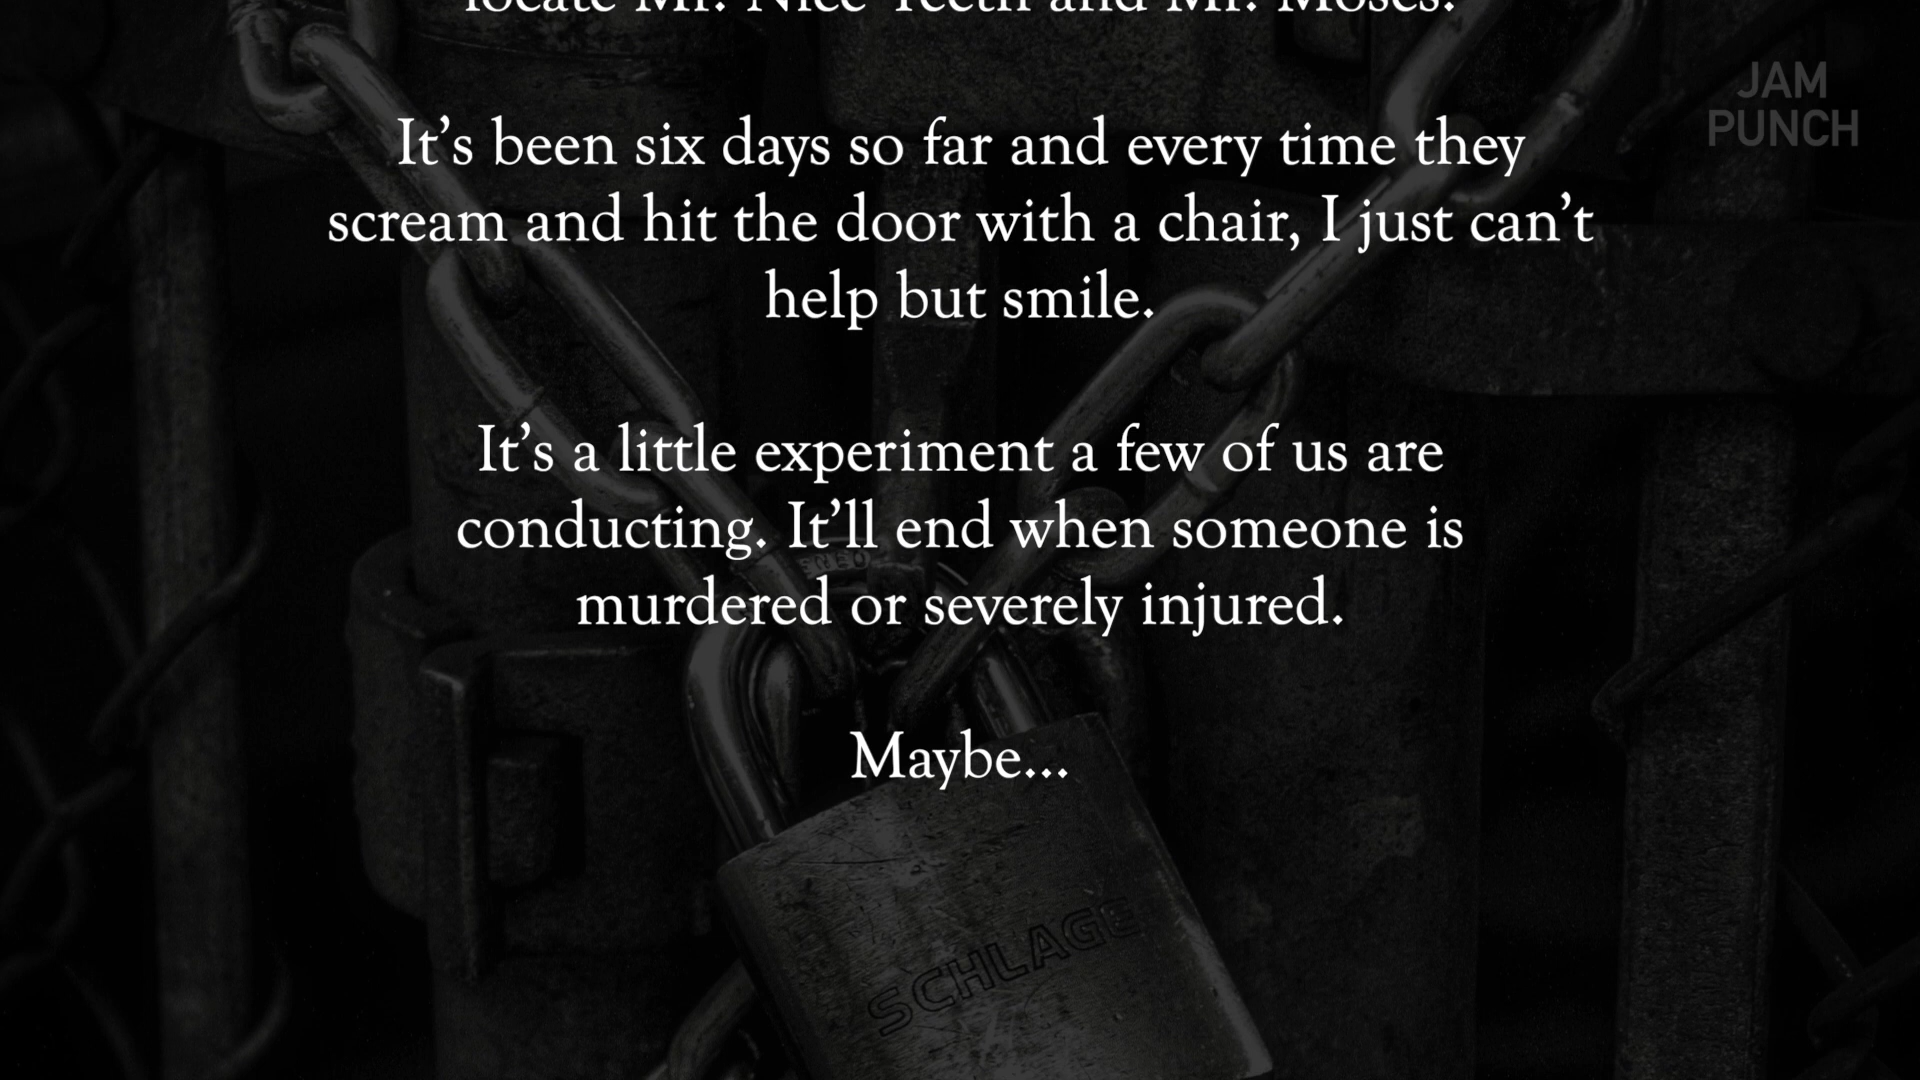 locate Mr. Nice Teeth and Mr. Moses.
JAM
PUNCH
It’s been six days so far and every time they
scream and hit the door with a chair, I just can’t
help but smile.
It’s a little experiment a few of us are
conducting. It’ll end when someone is
murdered or severely injured.
Maybe...
SCHLAGE